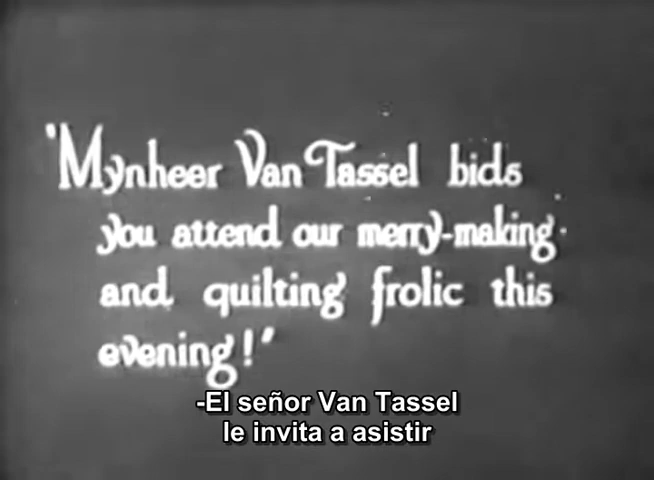 'Mynheer Van Tassel bids
you attend our merry-making
and quilting frolic this
evening!'
-El señor Van Tassel
le invita a asistir